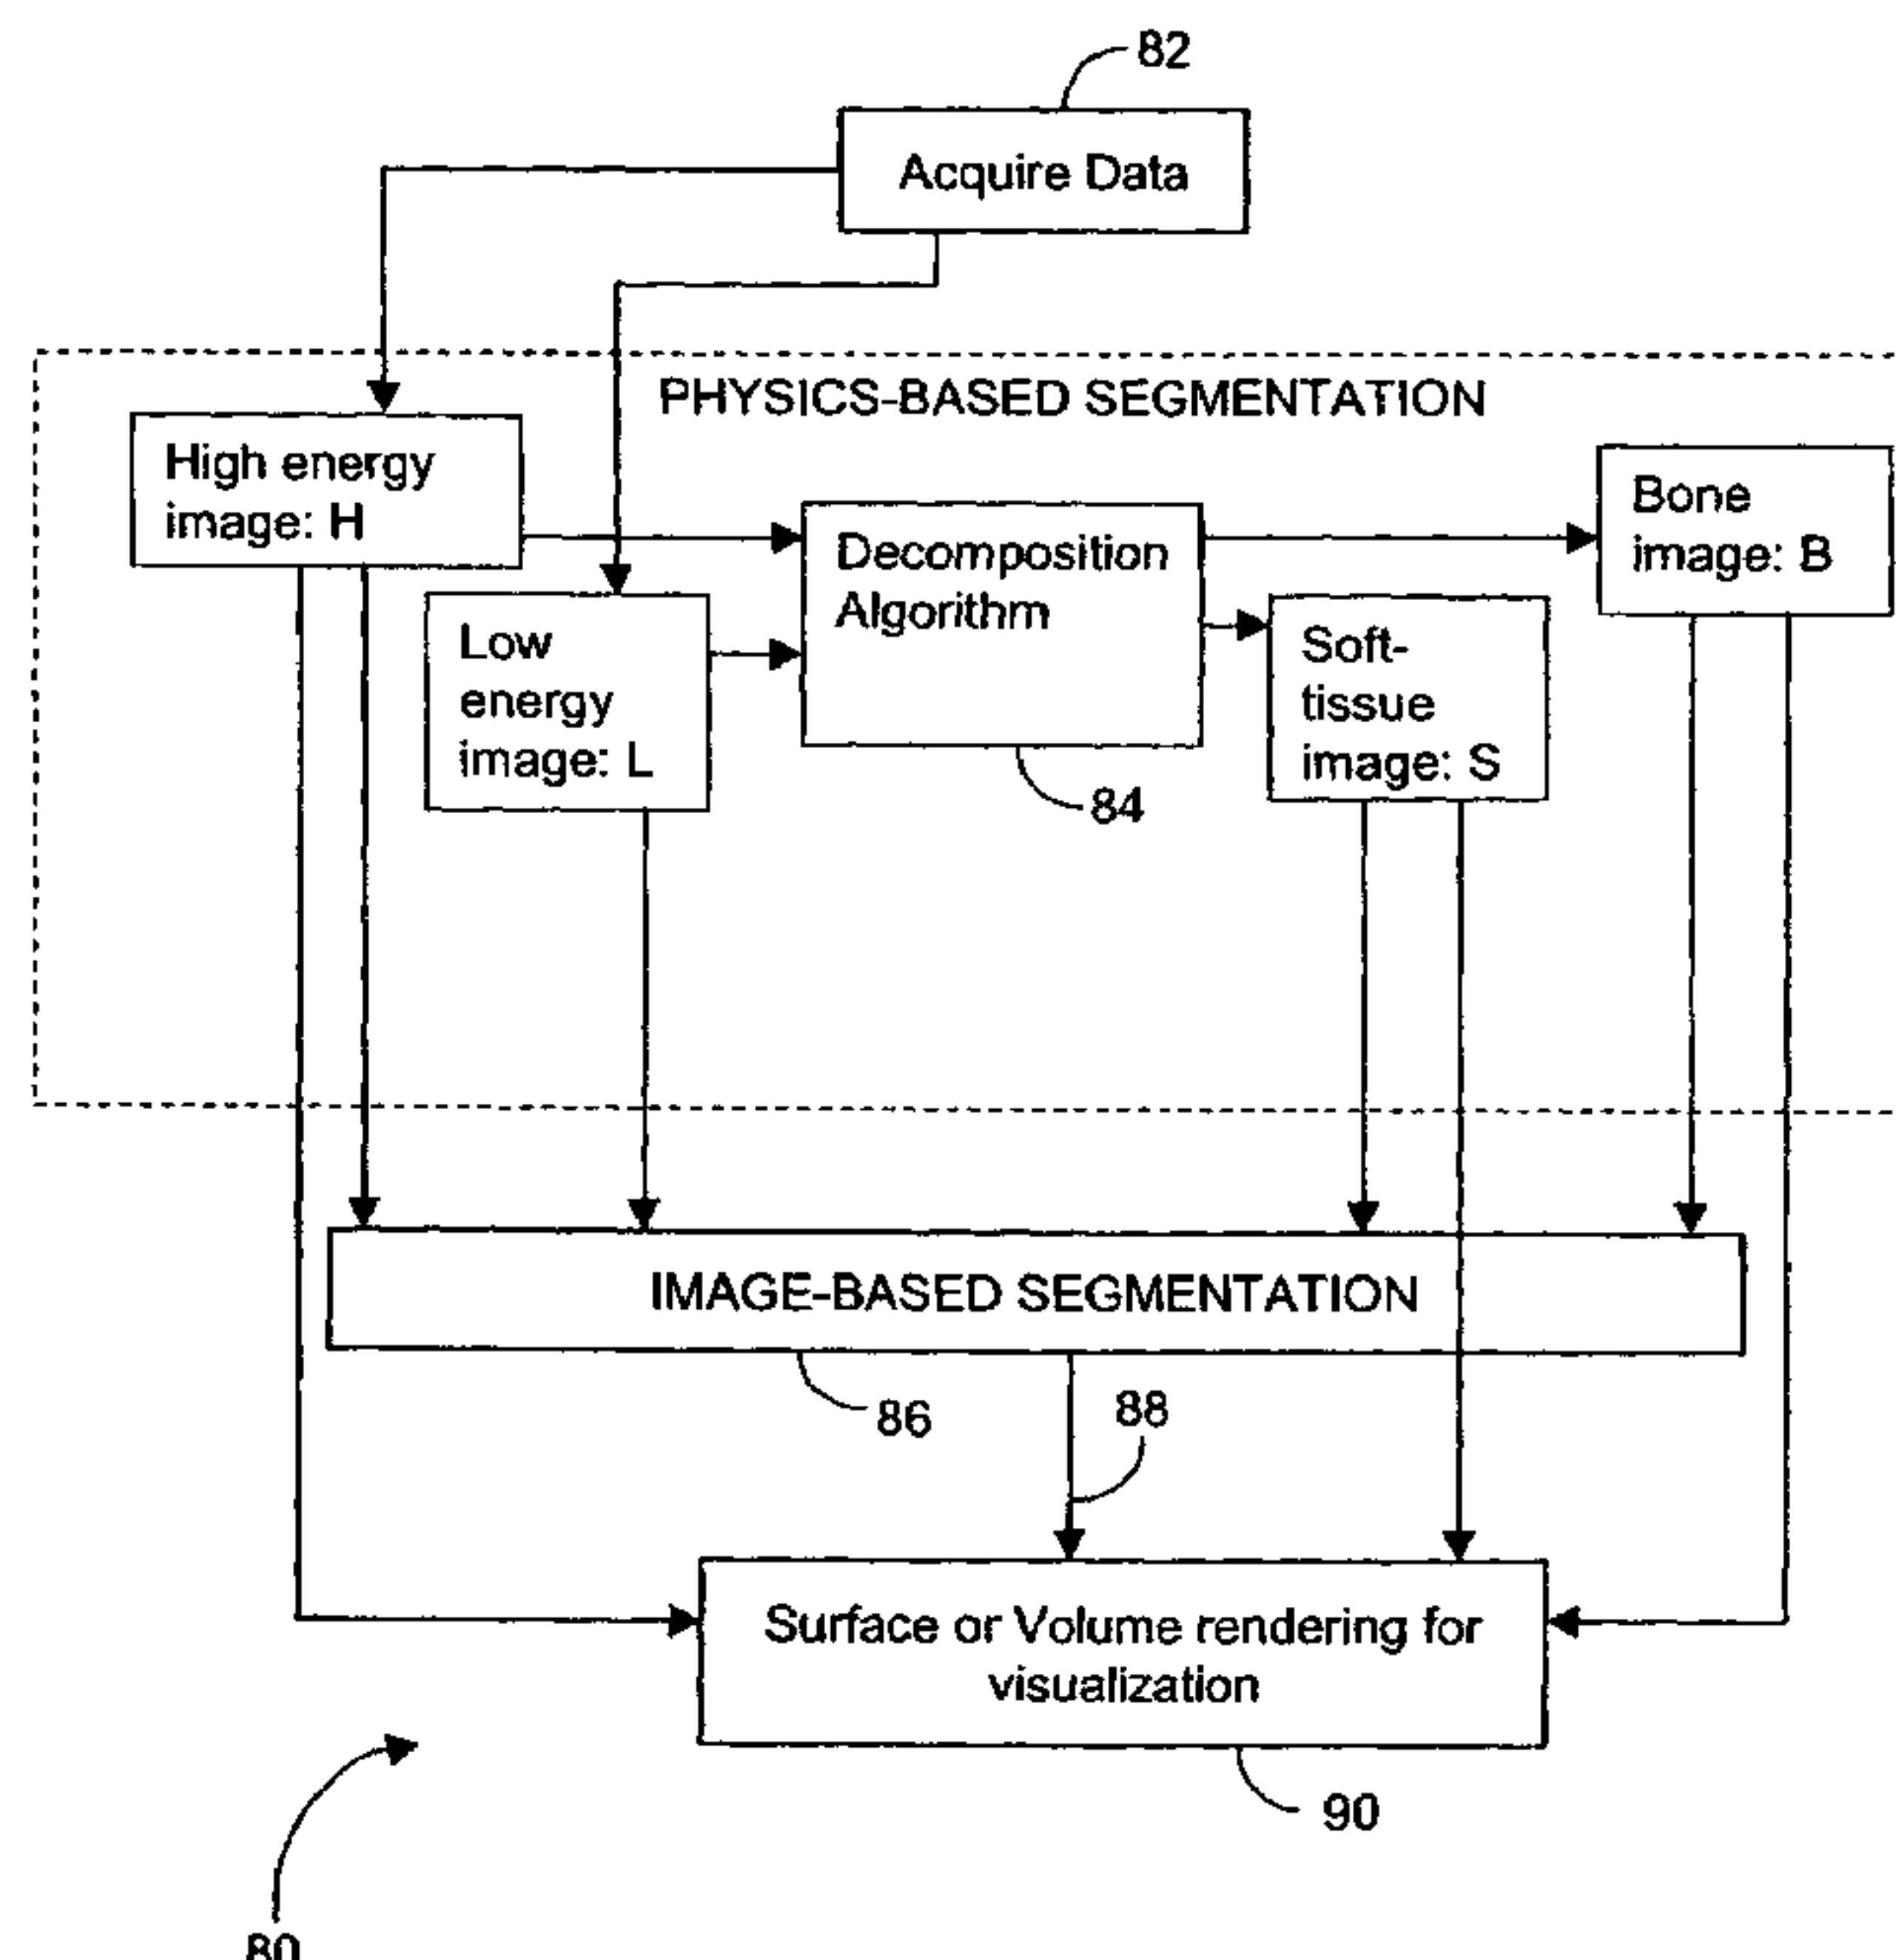 82
Acquire Data
PHYSICS-BASED SEGMENTATION
High energy
image: H
Low
energy
image: L
Decomposition
Algorithm
84
Soft-
tissue
image: S
Bone
image: B
IMAGE-BASED SEGMENTATION
86
88
Surface or Volume rendering for
visualization
90
80